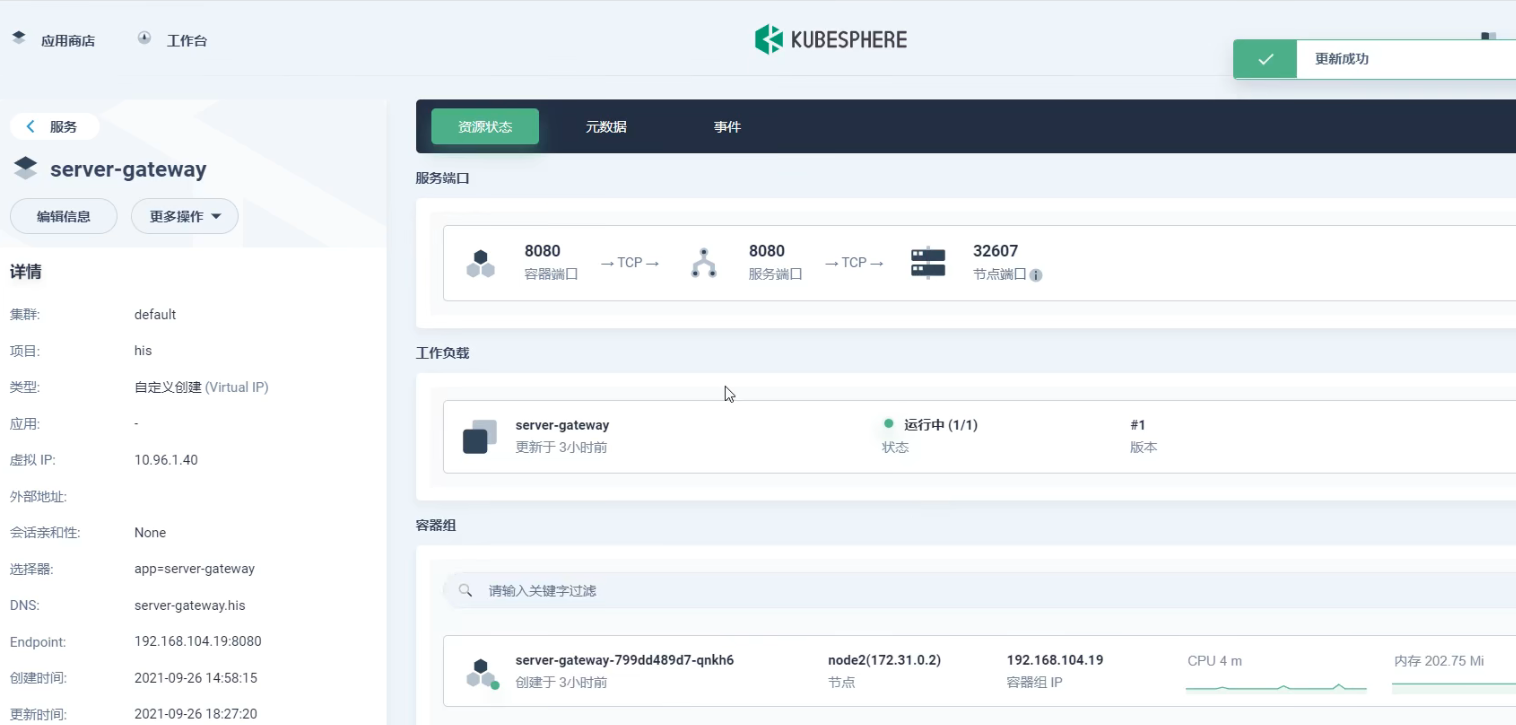 应用商店
工作台
KUBESPHERE
更新成功
服务
server-gateway
编辑信息
更多操作
详情
集群: default
项目: his
类型: 自定义创建 (Virtual IP)
应用: -
虚拟 IP: 10.96.1.40
外部地址:
会话亲和性: None
选择器: app=server-gateway
DNS: server-gateway.his
Endpoint: 192.168.104.19:8080
创建时间: 2021-09-26 14:58:15
更新时间: 2021-09-26 18:27:20
资源状态 元数据 事件
服务端口
8080 →TCP→ 8080 →TCP→ 32607
容器端口 服务端口 节点端口
工作负载
server-gateway 运行中 (1/1) #1
更新于 3小时前 状态 版本
容器组
请输入关键字过滤
server-gateway-799dd489d7-qnkh6 node2(172.31.0.2) 192.168.104.19 CPU 4 m 内存 202.75 Mi
创建于 3小时前 节点 容器组 IP